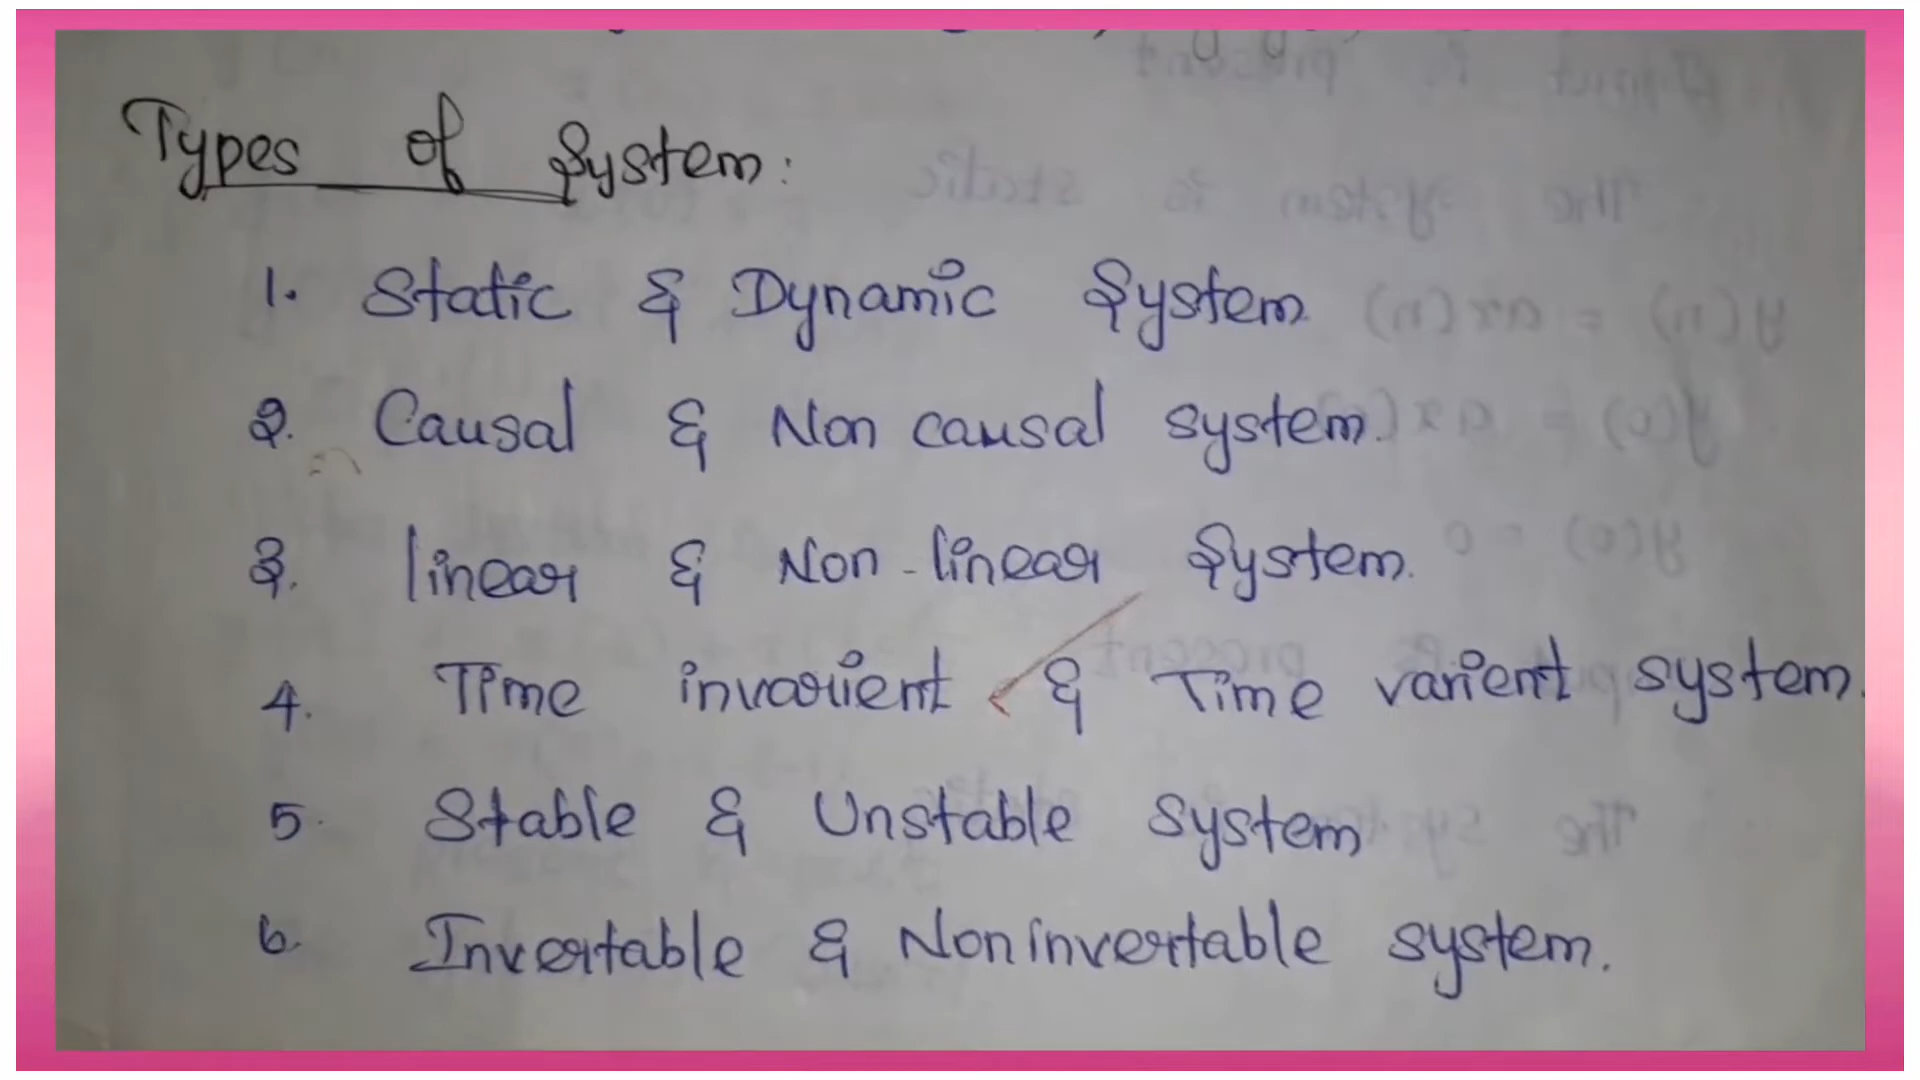 Types of System:
1. Static & Dynamic System
2. Causal & Non causal system.
3. linear & Non-linear System.
4. Time invarient & Time varient system.
5. Stable & Unstable System
6. Invertable & Noninvertable system.